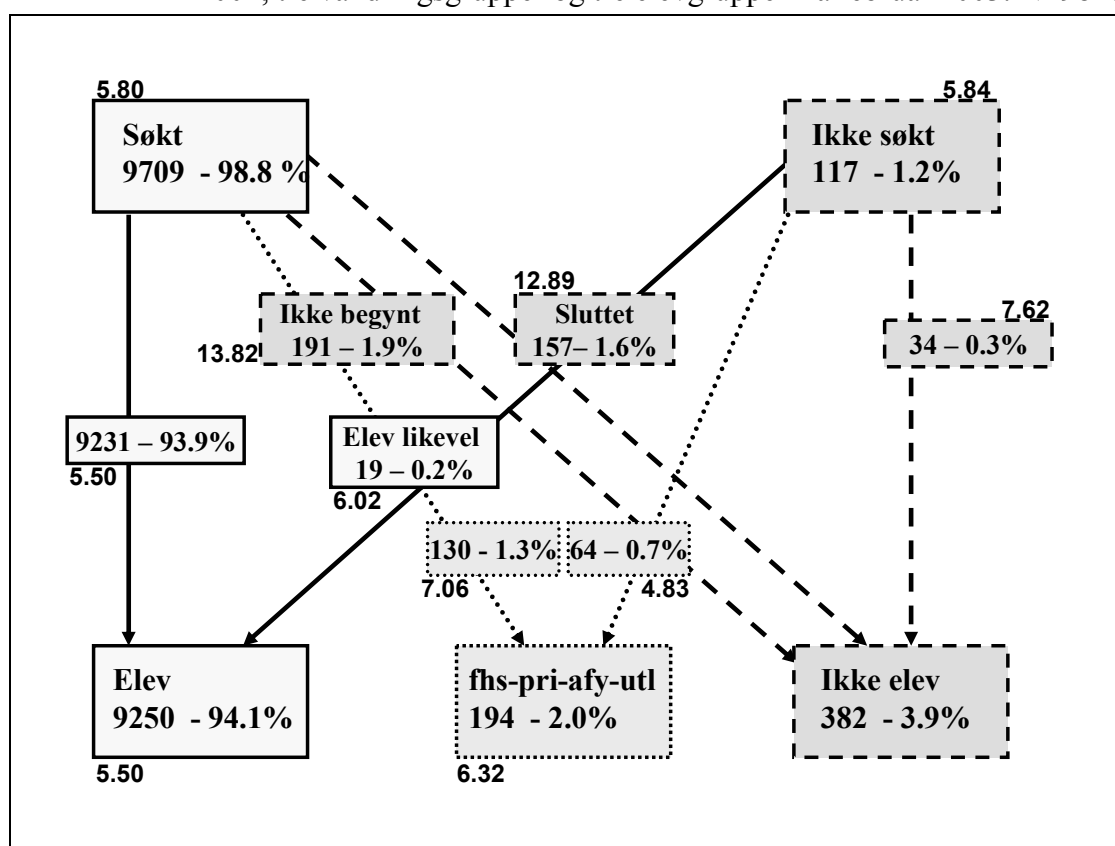 5.80
5.84
Søkt
9709 - 98.8 %
Ikke søkt
117 - 1.2%
12.89
7.62
Ikke begynt
191 – 1.9%
13.82
Sluttet
157– 1.6%
34 – 0.3%
9231 – 93.9%
5.50
Elev likevel
19 – 0.2%
6.02
130 - 1.3%
7.06
64 – 0.7%
4.83
Elev
9250 - 94.1%
5.50
fhs-pri-afy-utl
194 - 2.0%
6.32
Ikke elev
382 - 3.9%